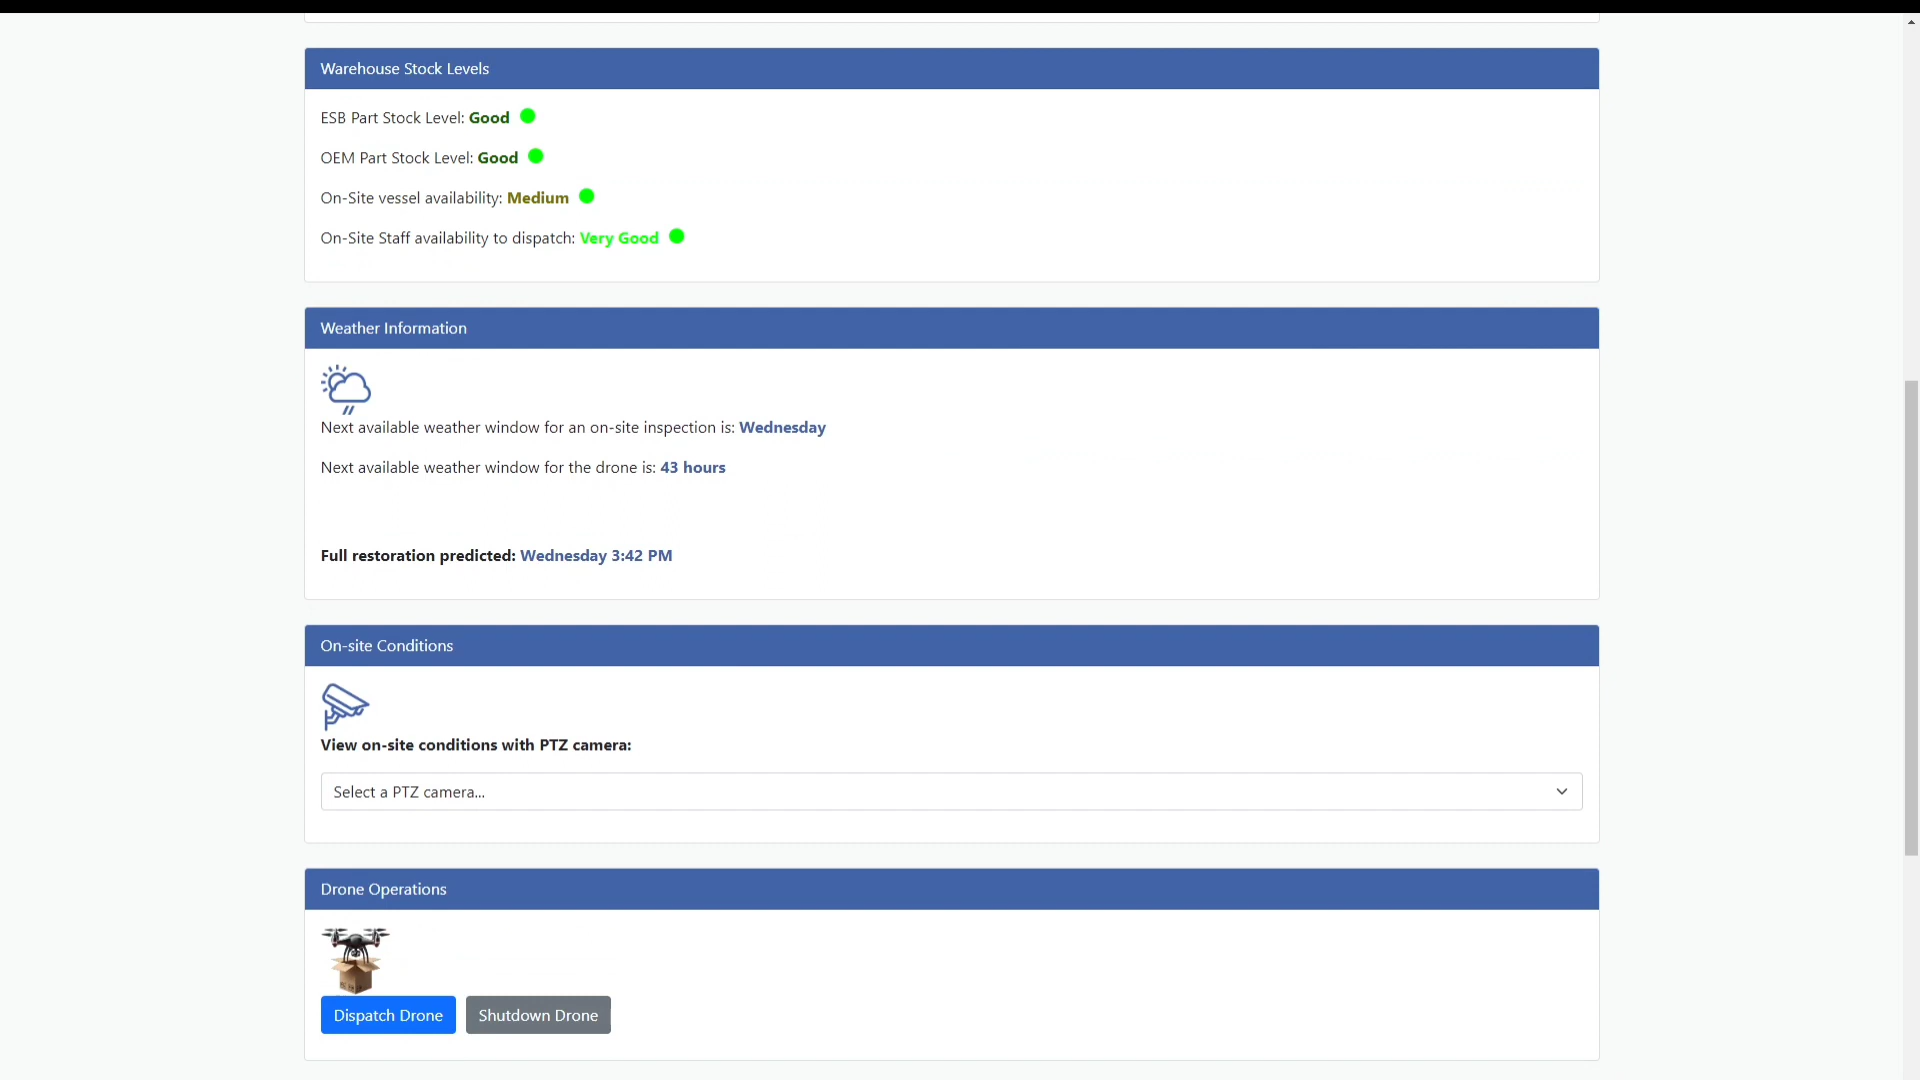 Warehouse Stock Levels
ESB Part Stock Level: Good
OEM Part Stock Level: Good
On-Site vessel availability: Medium
On-Site Staff availability to dispatch: Very Good
Weather Information
Next available weather window for an on-site inspection is: Wednesday
Next available weather window for the drone is: 43 hours
Full restoration predicted: Wednesday 3:42 PM
On-site Conditions
View on-site conditions with PTZ camera:
Select a PTZ camera...
Drone Operations
Dispatch Drone
Shutdown Drone